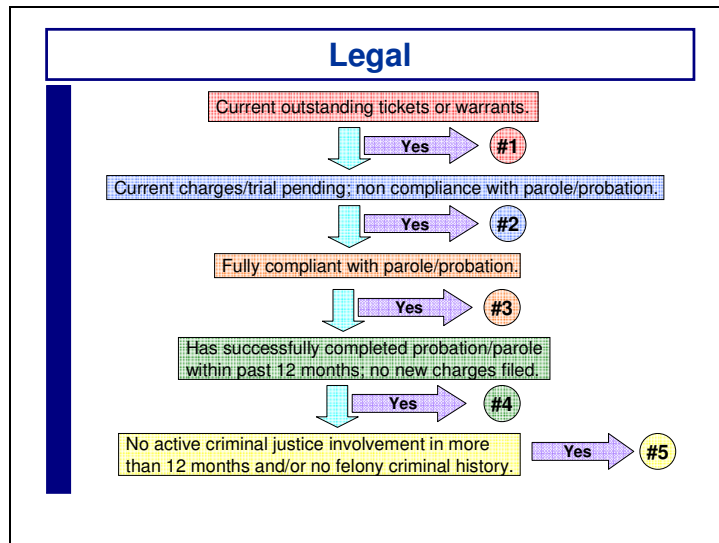 Legal
Current outstanding tickets or warrants.
Yes
#1
Current charges/trial pending; non compliance with parole/probation.
Yes
#2
Fully compliant with parole/probation.
Yes
#3
Has successfully completed probation/parole
within past 12 months; no new charges filed.
Yes
#4
No active criminal justice involvement in more
than 12 months and/or no felony criminal history.
Yes
#5